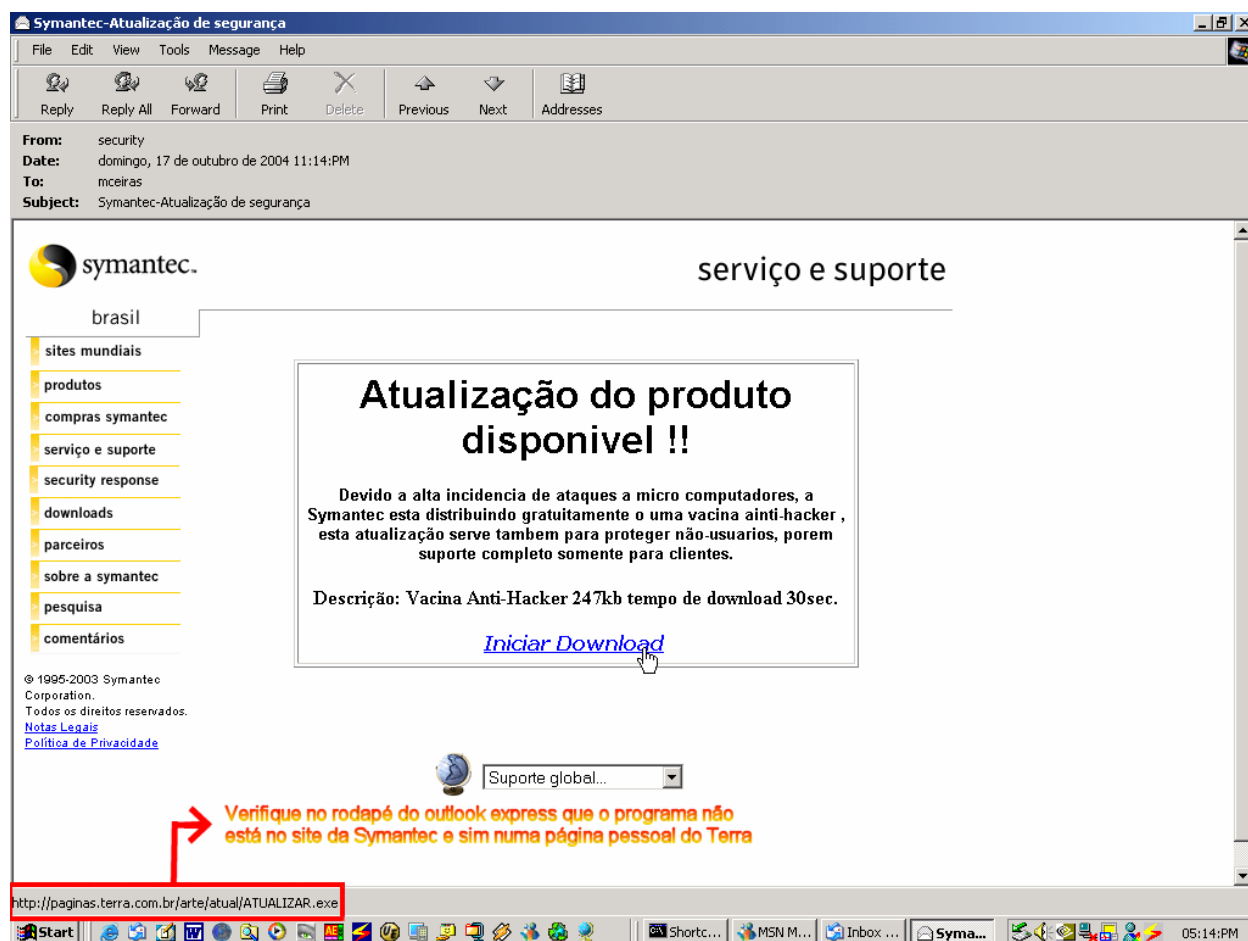 Symantec-Atualização de segurança
File Edit View Tools Message Help
Reply Reply All Forward Print Delete Previous Next Addresses
From: security
Date: domingo, 17 de outubro de 2004 11:14:PM
To: mceiras
Subject: Symantec-Atualização de segurança
symantec.
serviço e suporte
brasil
sites mundiais
produtos
compras symantec
serviço e suporte
security response
downloads
parceiros
sobre a symantec
pesquisa
comentários
© 1995-2003 Symantec
Corporation.
Todos os direitos reservados.
Notas Legais
Política de Privacidade
Atualização do produto
disponivel !!
Devido a alta incidencia de ataques a micro computadores, a
Symantec esta distribuindo gratuitamente o uma vacina ainti-hacker ,
esta atualização serve tambem para proteger não-usuarios, porem
suporte completo somente para clientes.
Descrição: Vacina Anti-Hacker 247kb tempo de download 30sec.
Iniciar Download
Suporte global...
Verifique no rodapé do outlook express que o programa não
está no site da Symantec e sim numa página pessoal do Terra
http://paginas.terra.com.br/arte/atual/ATUALIZAR.exe
Start Shortc... MSN M... Inbox ... Syma... 05:14:PM